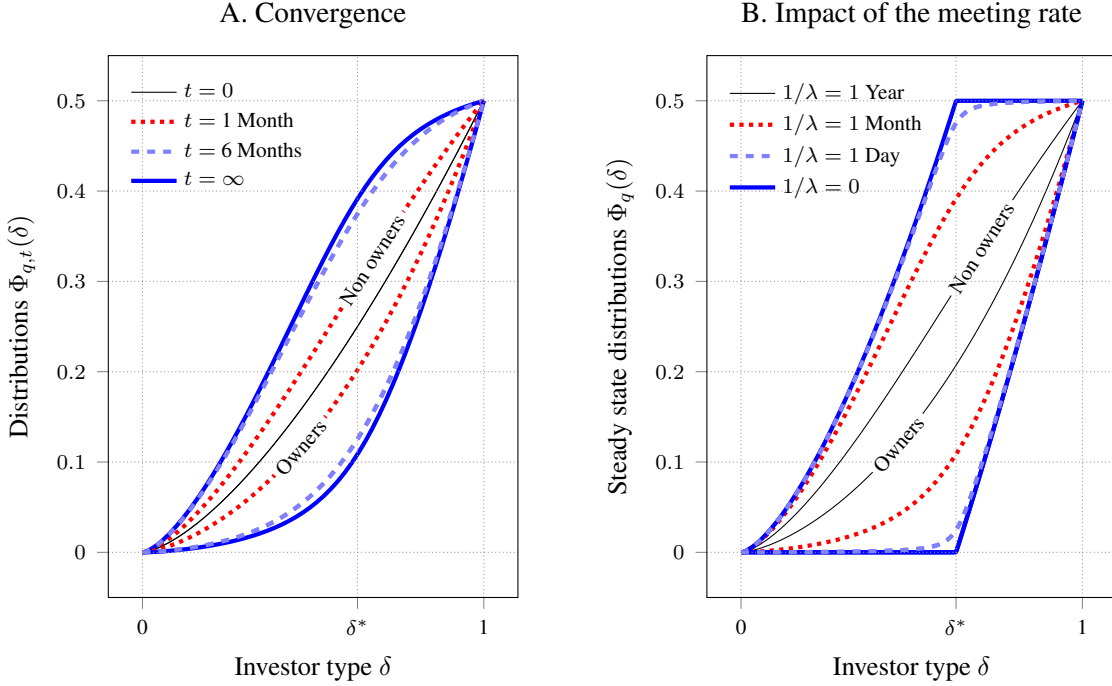 A. Convergence
Distributions Φq,t(δ)
0.5
0.4
0.3
0.2
0.1
0
t = 0
t = 1 Month
t = 6 Months
t = ∞
Non owners
Owners
0
δ*
1
Investor type δ
B. Impact of the meeting rate
Steady state distributions Φq(δ)
0.5
0.4
0.3
0.2
0.1
0
1/λ = 1 Year
1/λ = 1 Month
1/λ = 1 Day
1/λ = 0
Non owners
Owners
0
δ*
1
Investor type δ